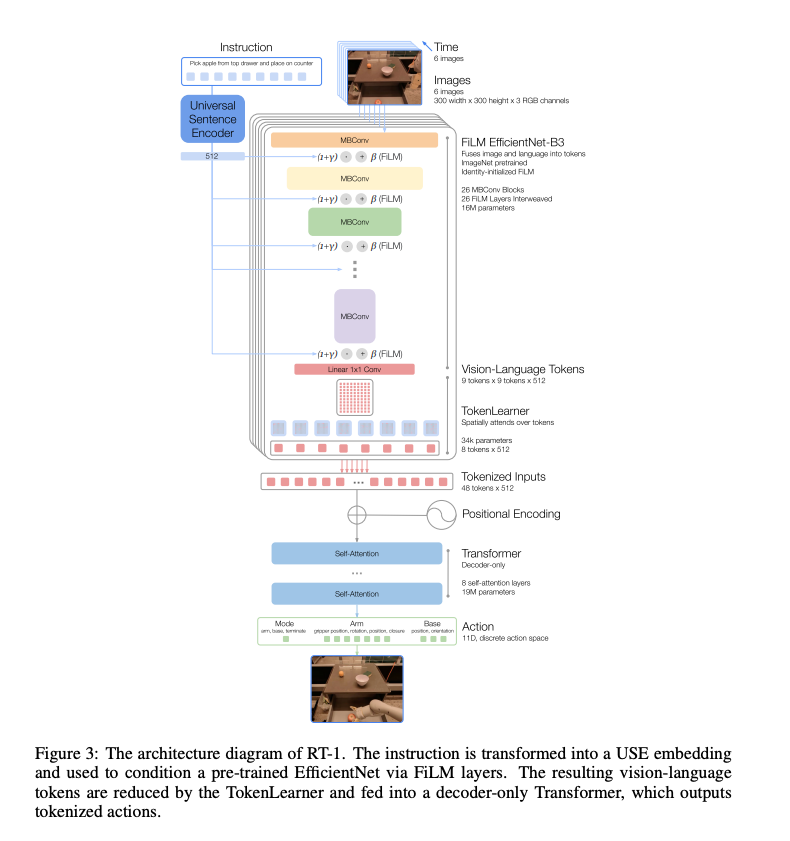 Instruction
Pick apple from top drawer and place on counter
Universal
Sentence
Encoder
512
Time
6 images
Images
6 images
300 width x 300 height x 3 RGB channels
MBConv
(1+γ) · + β (FiLM)
MBConv
(1+γ) · + β (FiLM)
MBConv
(1+γ) · + β (FiLM)
MBConv
(1+γ) · + β (FiLM)
Linear 1x1 Conv
FiLM EfficientNet-B3
Fuses image and language into tokens
ImageNet pretrained
Identity-initialized FiLM
26 MBConv Blocks
26 FiLM Layers Interweaved
16M parameters
Vision-Language Tokens
9 tokens x 9 tokens x 512
TokenLearner
Spatially attends over tokens
34k parameters
8 tokens x 512
Tokenized Inputs
48 tokens x 512
Positional Encoding
Self-Attention
...
Self-Attention
Transformer
Decoder-only
8 self-attention layers
19M parameters
Mode
arm, base, terminate
Arm
gripper position, rotation, position, closure
Base
position, orientation
Action
11D, discrete action space
Figure 3: The architecture diagram of RT-1. The instruction is transformed into a USE embedding
and used to condition a pre-trained EfficientNet via FiLM layers. The resulting vision-language
tokens are reduced by the TokenLearner and fed into a decoder-only Transformer, which outputs
tokenized actions.